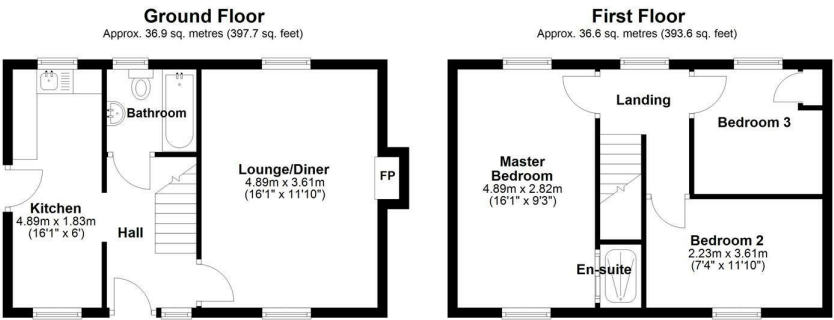 Ground Floor
Approx. 36.9 sq. metres (397.7 sq. feet)
Bathroom
Lounge/Diner
4.89m x 3.61m
(16'1" x 11'10")
FP
Kitchen
4.89m x 1.83m
(16'1" x 6')
Hall
First Floor
Approx. 36.6 sq. metres (393.6 sq. feet)
Landing
Bedroom 3
Master
Bedroom
4.89m x 2.82m
(16'1" x 9'3")
Bedroom 2
2.23m x 3.61m
(7'4" x 11'10")
En-suite